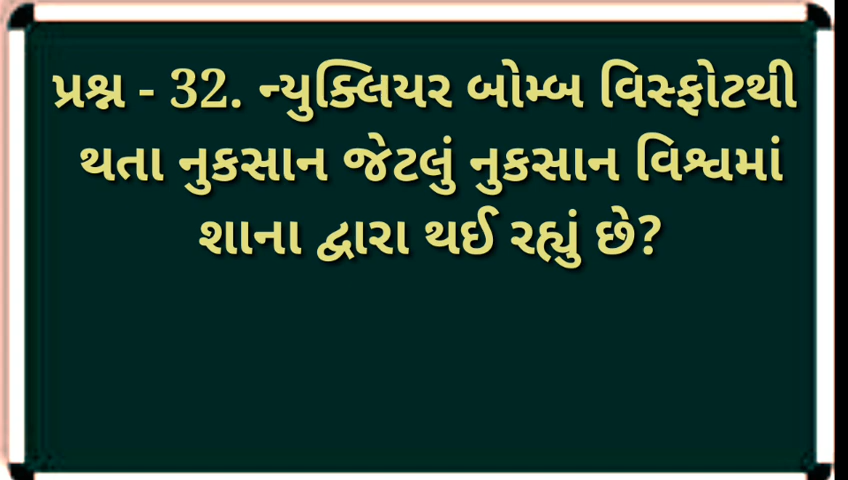 પ્રશ્ન - 32. ન્યુક્લિયર બોમ્બ વિસ્ફોટથી
થતા નુકસાન જેટલું નુકસાન વિશ્વમાં
શાના દ્વારા થઈ રહ્યું છે?